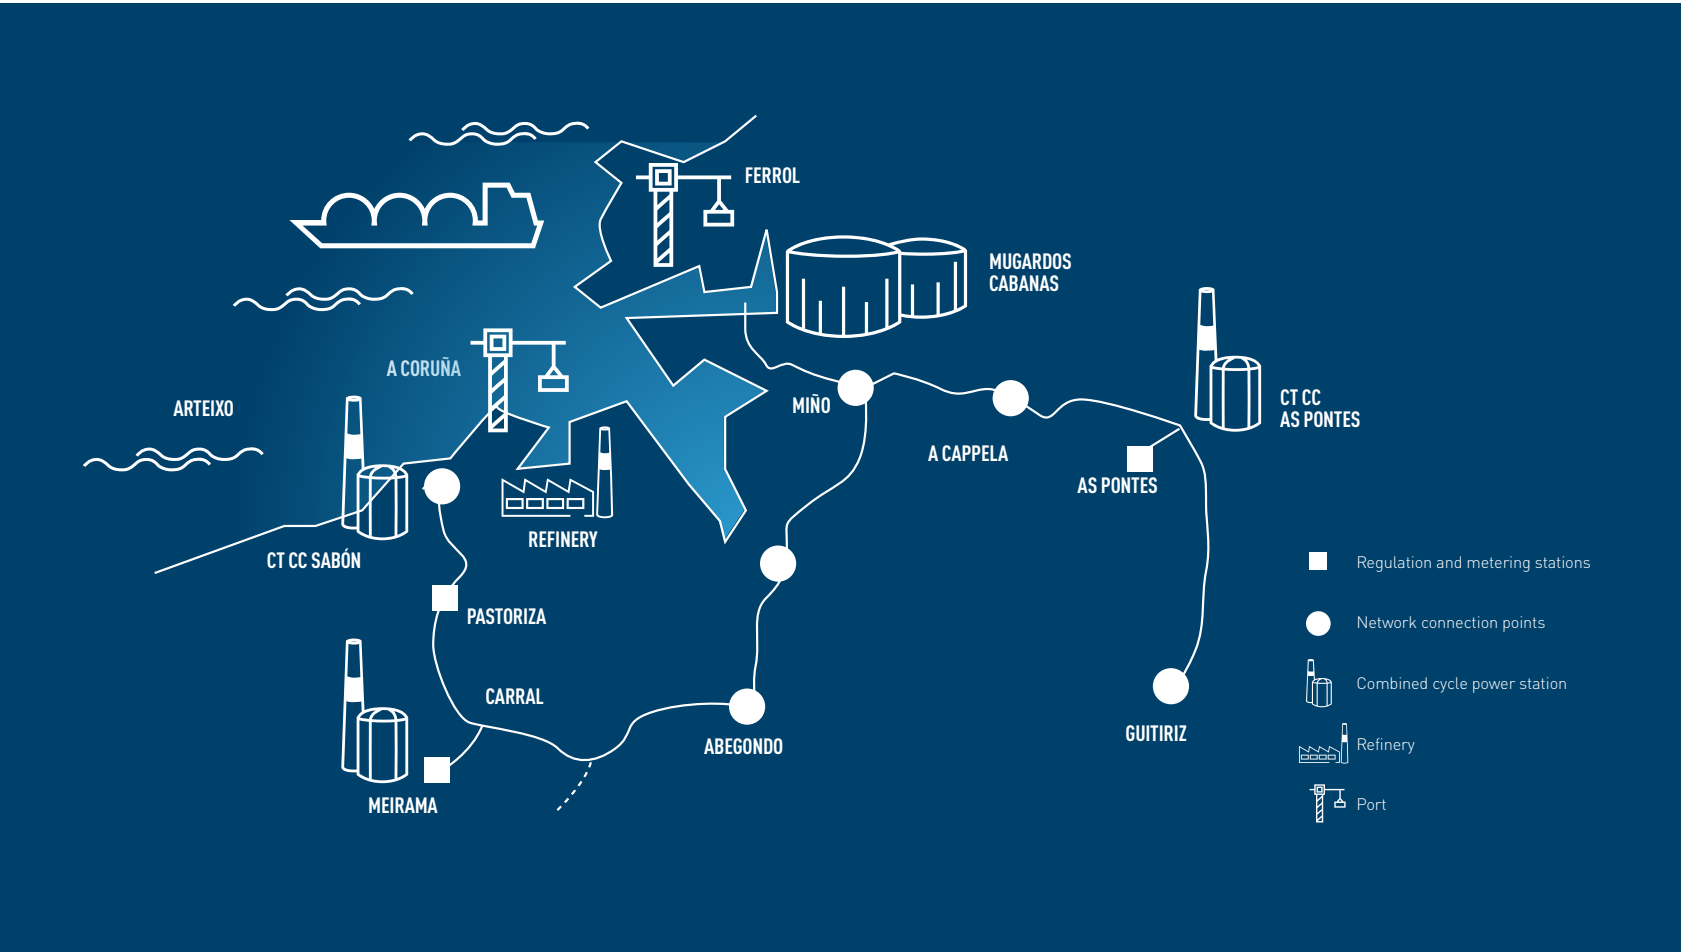 FERROL
MUGARDOS
CABANAS
A CORUÑA
ARTEIXO
MIÑO
CT CC
AS PONTES
A CAPPELA
AS PONTES
REFINERY
CT CC SABÓN
PASTORIZA
CARRAL
ABEGONDO
GUITIRIZ
MEIRAMA
Regulation and metering stations
Network connection points
Combined cycle power station
Refinery
Port